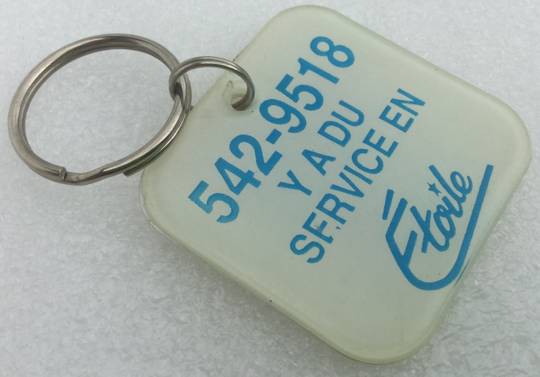 542-9518
Y A DU
SERVICE EN
Étoile